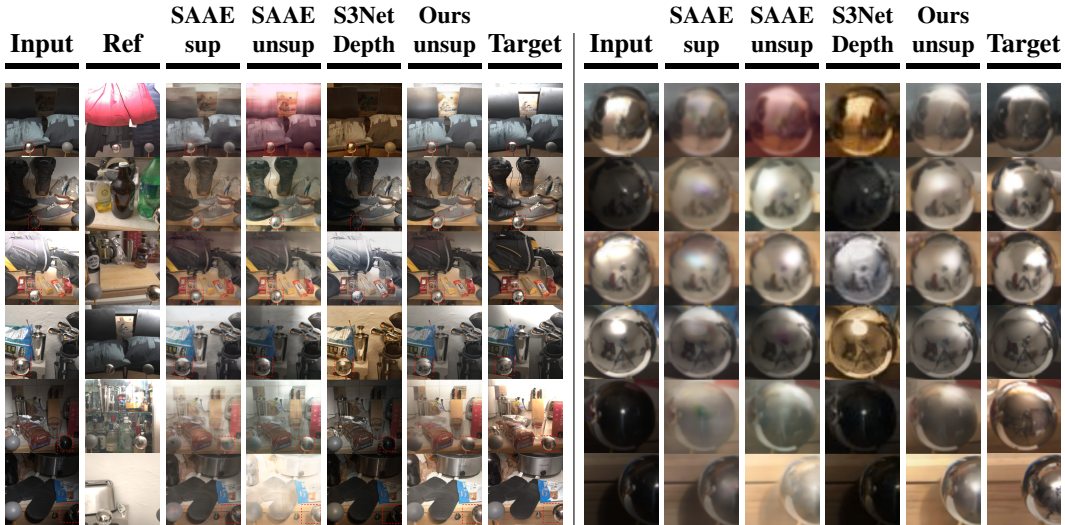 SAAE SAAE S3Net Ours
Input Ref sup unsup Depth unsup Target
SAAE SAAE S3Net Ours
Input sup unsup Depth unsup Target